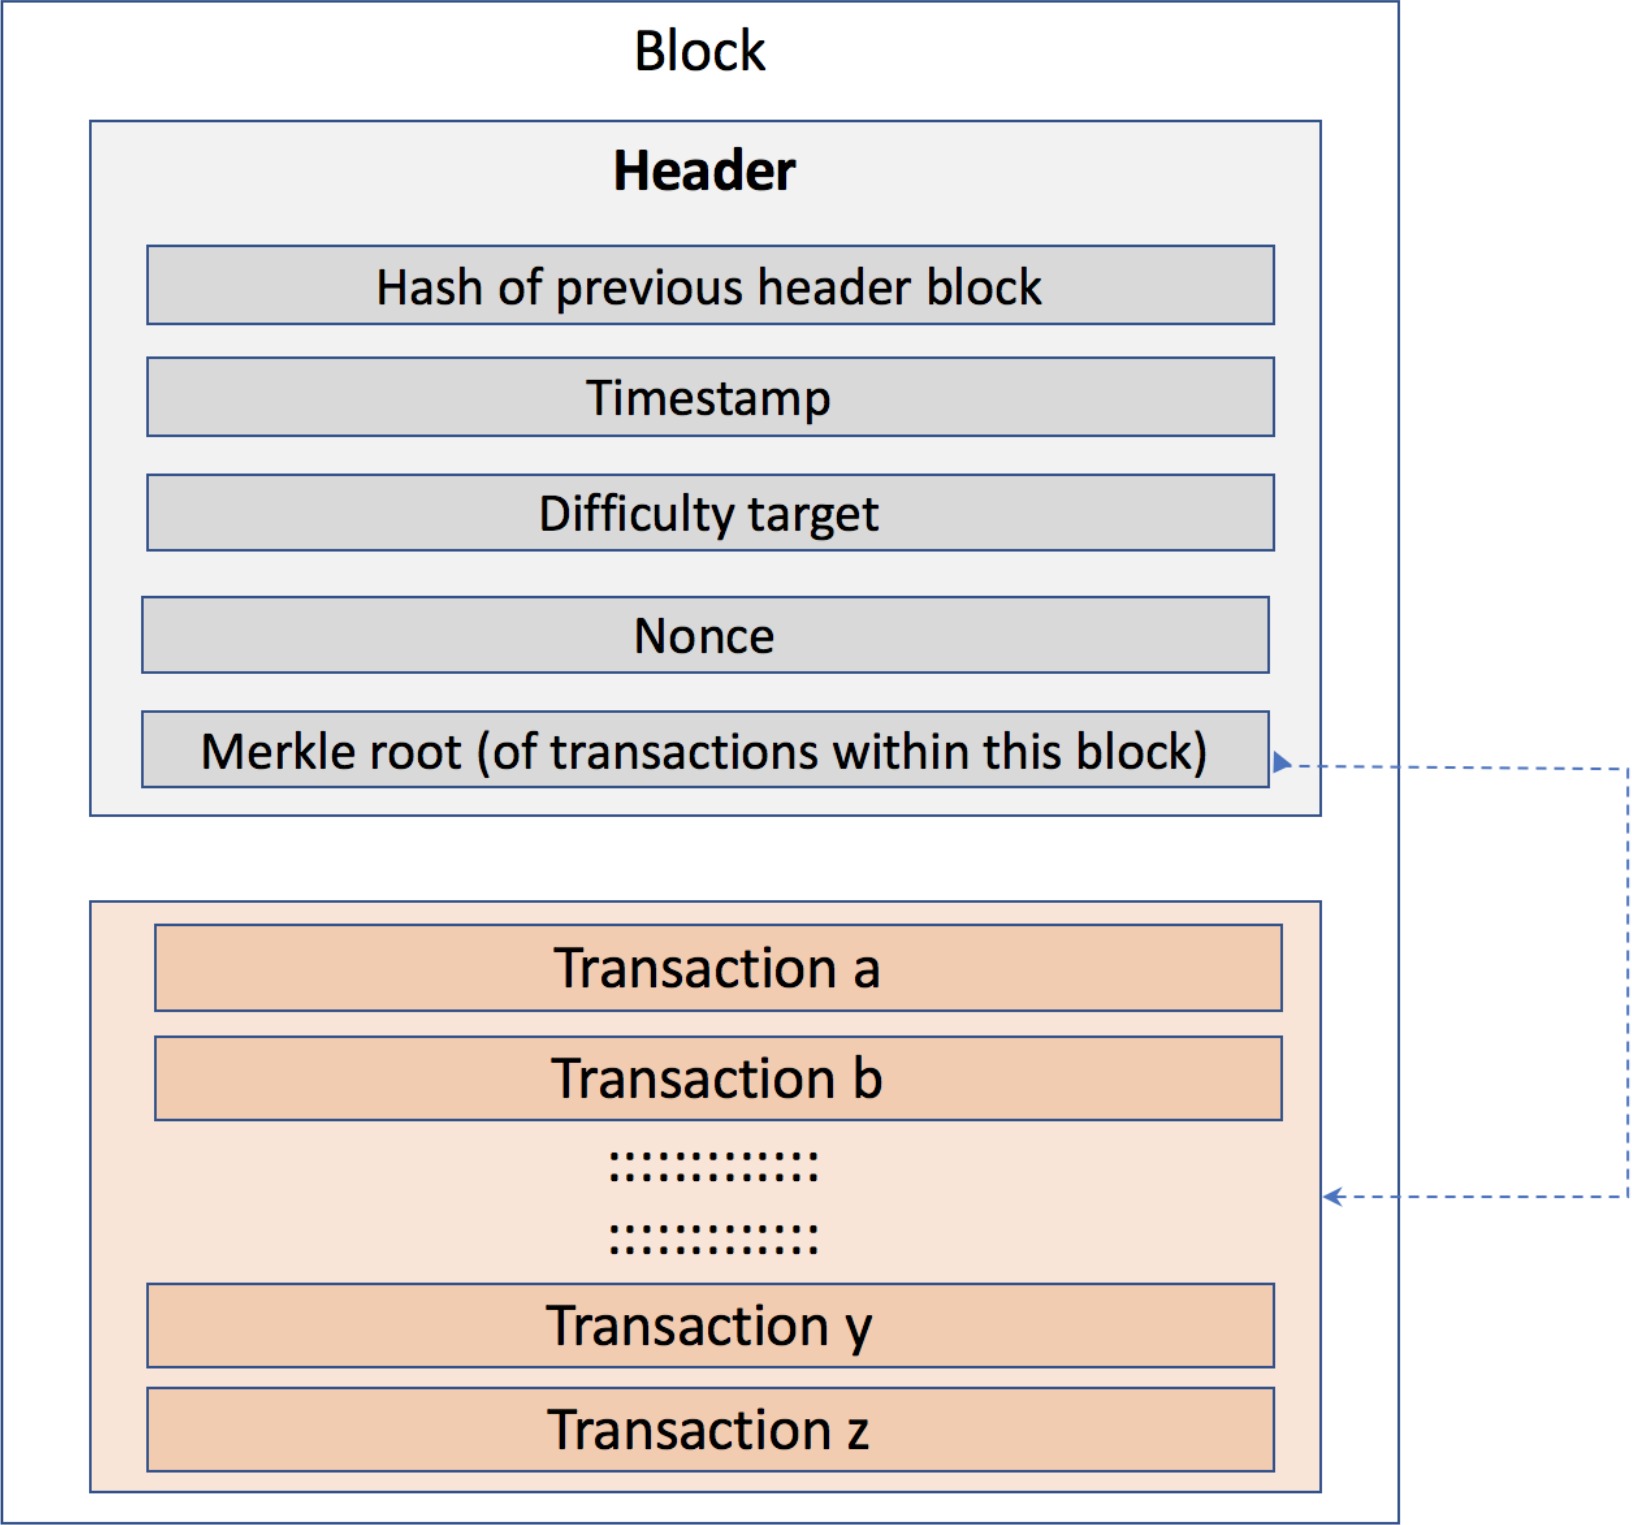 Block
Header
Hash of previous header block
Timestamp
Difficulty target
Nonce
Merkle root (of transactions within this block)
Transaction a
Transaction b
:::::::::::::
:::::::::::::
Transaction y
Transaction z